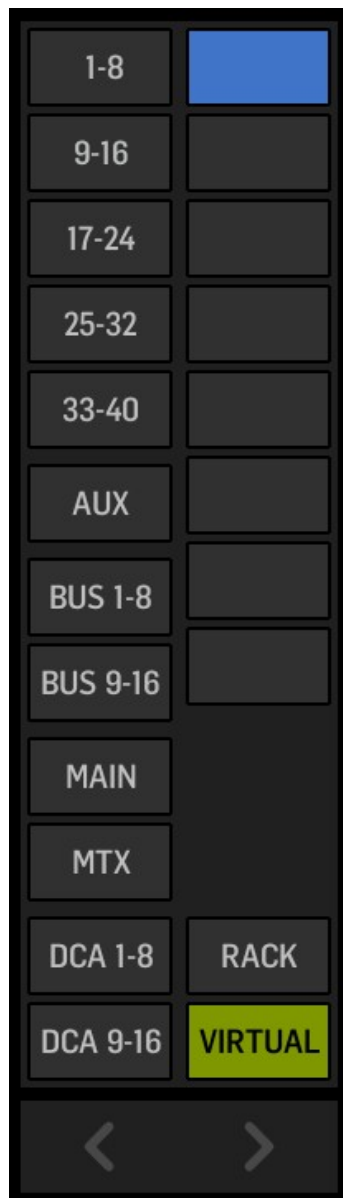 1-8
9-16
17-24
25-32
33-40
AUX
BUS 1-8
BUS 9-16
MAIN
MTX
DCA 1-8 RACK
DCA 9-16 VIRTUAL